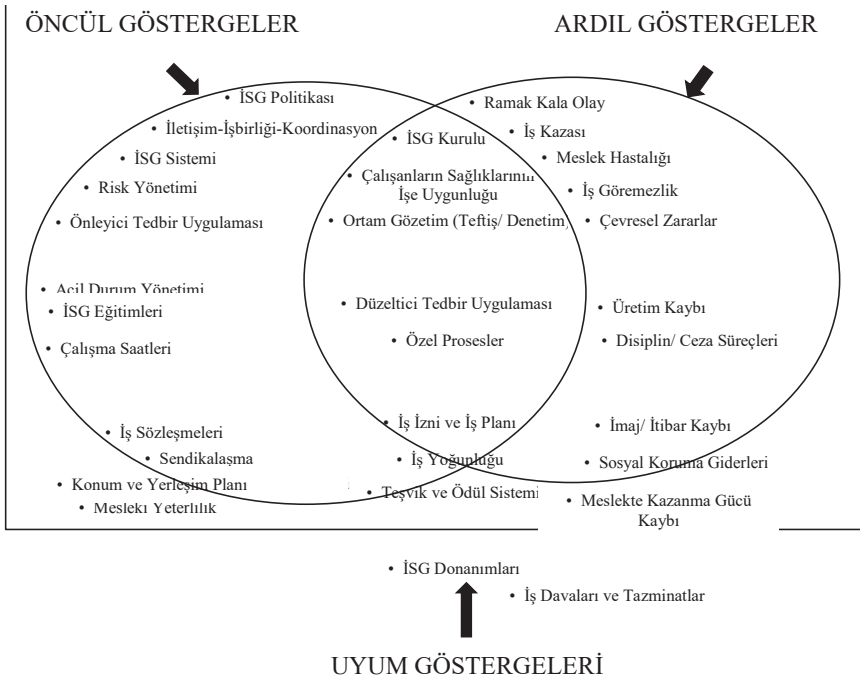 ÖNCÜL GÖSTERGELER
ARDIL GÖSTERGELER
• İSG Politikası
• İletişim-İşbirliği-Koordinasyon
• İSG Sistemi
• Risk Yönetimi
• Önleyici Tedbir Uygulaması
• Acil Durum Yönetimi
• İSG Eğitimleri
• Çalışma Saatleri
• İş Sözleşmeleri
• Sendikalaşma
• Konum ve Yerleşim Planı
• Mesleki Yeterlilik
• İSG Kurulu
• Çalışanların Sağlıklarının
İşe Uygunluğu
• Ortam Gözetim (Teftiş/ Denetim)
• Düzeltici Tedbir Uygulaması
• Özel Prosesler
• İş İzni ve İş Planı
• İş Yoğunluğu
• Teşvik ve Ödül Sistemi
• Ramak Kala Olay
• İş Kazası
• Meslek Hastalığı
• İş Göremezlik
• Çevresel Zararlar
• Üretim Kaybı
• Disiplin/ Ceza Süreçleri
• İmaj/ İtibar Kaybı
• Sosyal Koruma Giderleri
• Meslekte Kazanma Gücü
Kaybı
• İSG Donanımları
• İş Davaları ve Tazminatlar
UYUM GÖSTERGELERİ